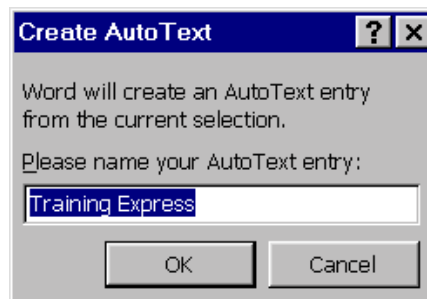 Create AutoText
Word will create an AutoText entry
from the current selection.
Please name your AutoText entry:
Training Express
OK Cancel